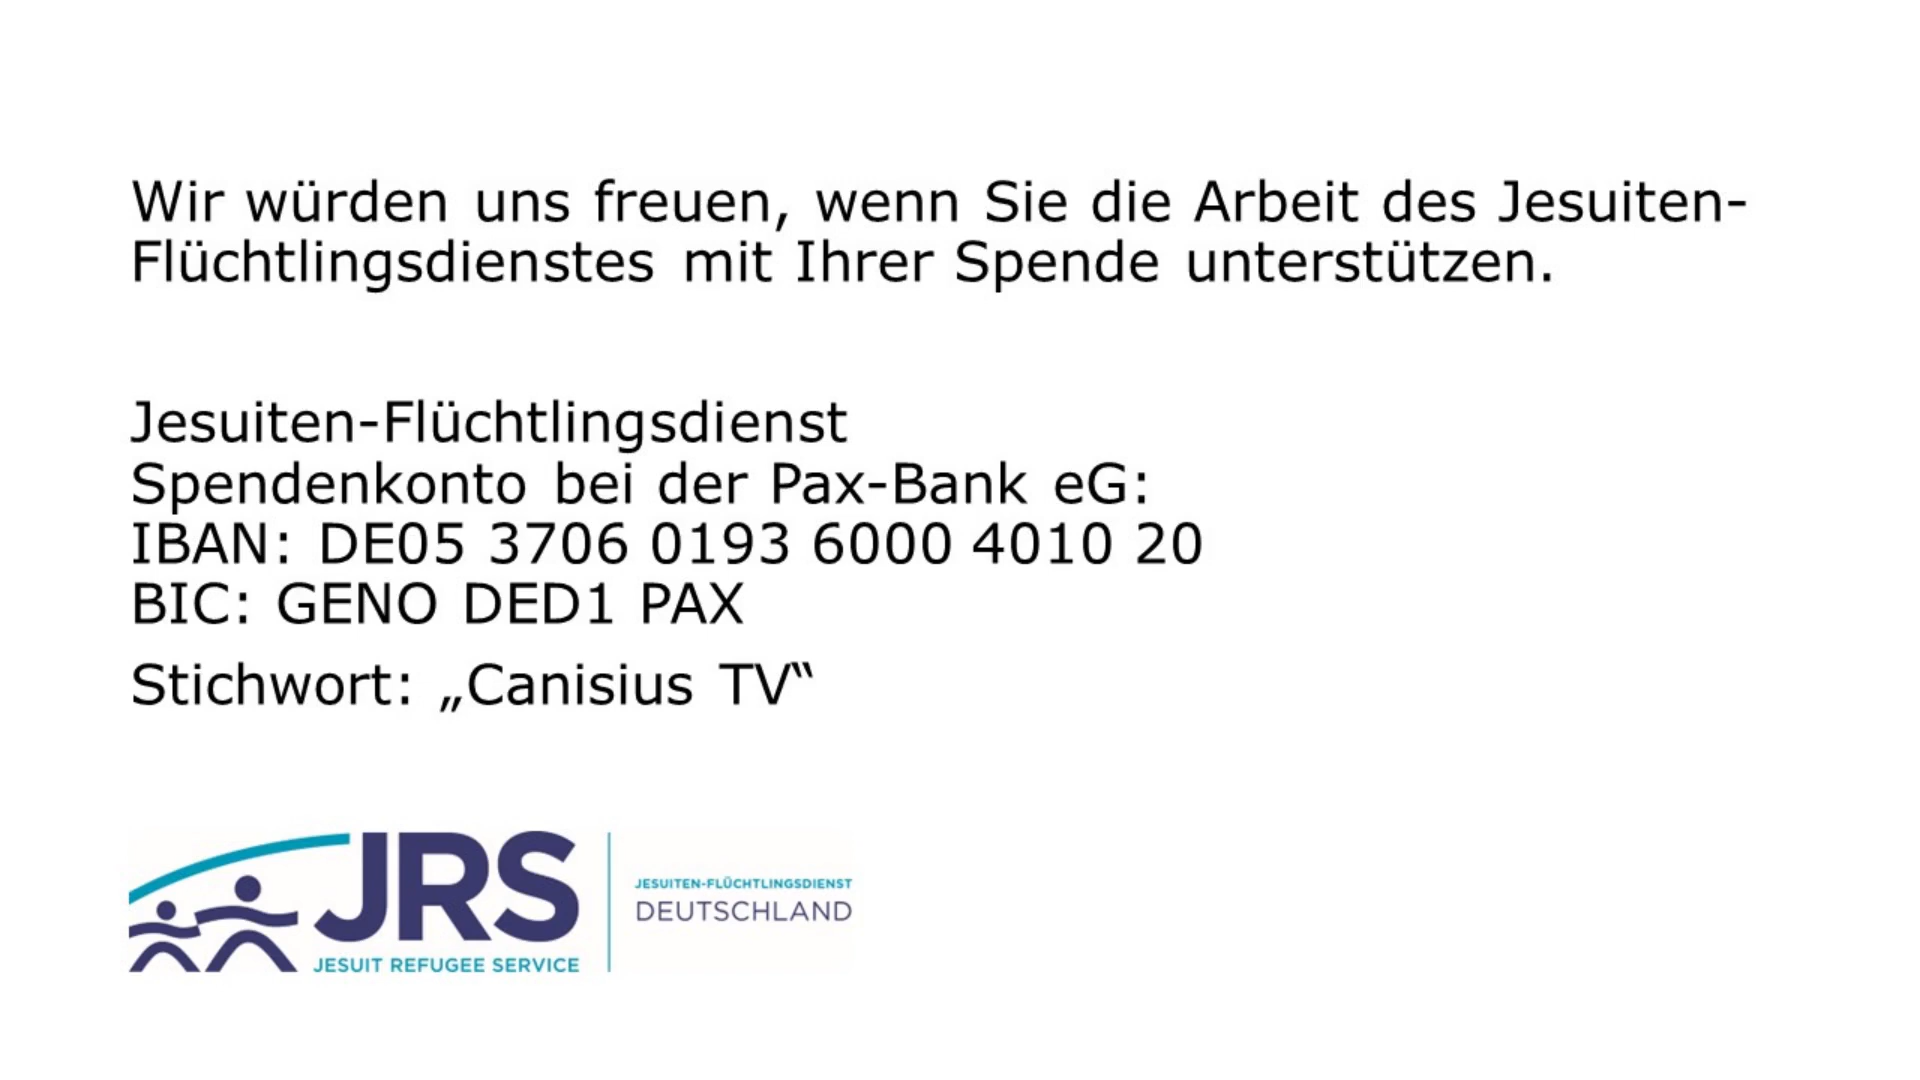 Wir würden uns freuen, wenn Sie die Arbeit des Jesuiten-
Flüchtlingsdienstes mit Ihrer Spende unterstützen.
Jesuiten-Flüchtlingsdienst
Spendenkonto bei der Pax-Bank eG:
IBAN: DE05 3706 0193 6000 4010 20
BIC: GENO DED1 PAX
Stichwort: „Canisius TV“
JRS
JESUIT REFUGEE SERVICE
JESUITEN-FLÜCHTLINGSDIENST
DEUTSCHLAND